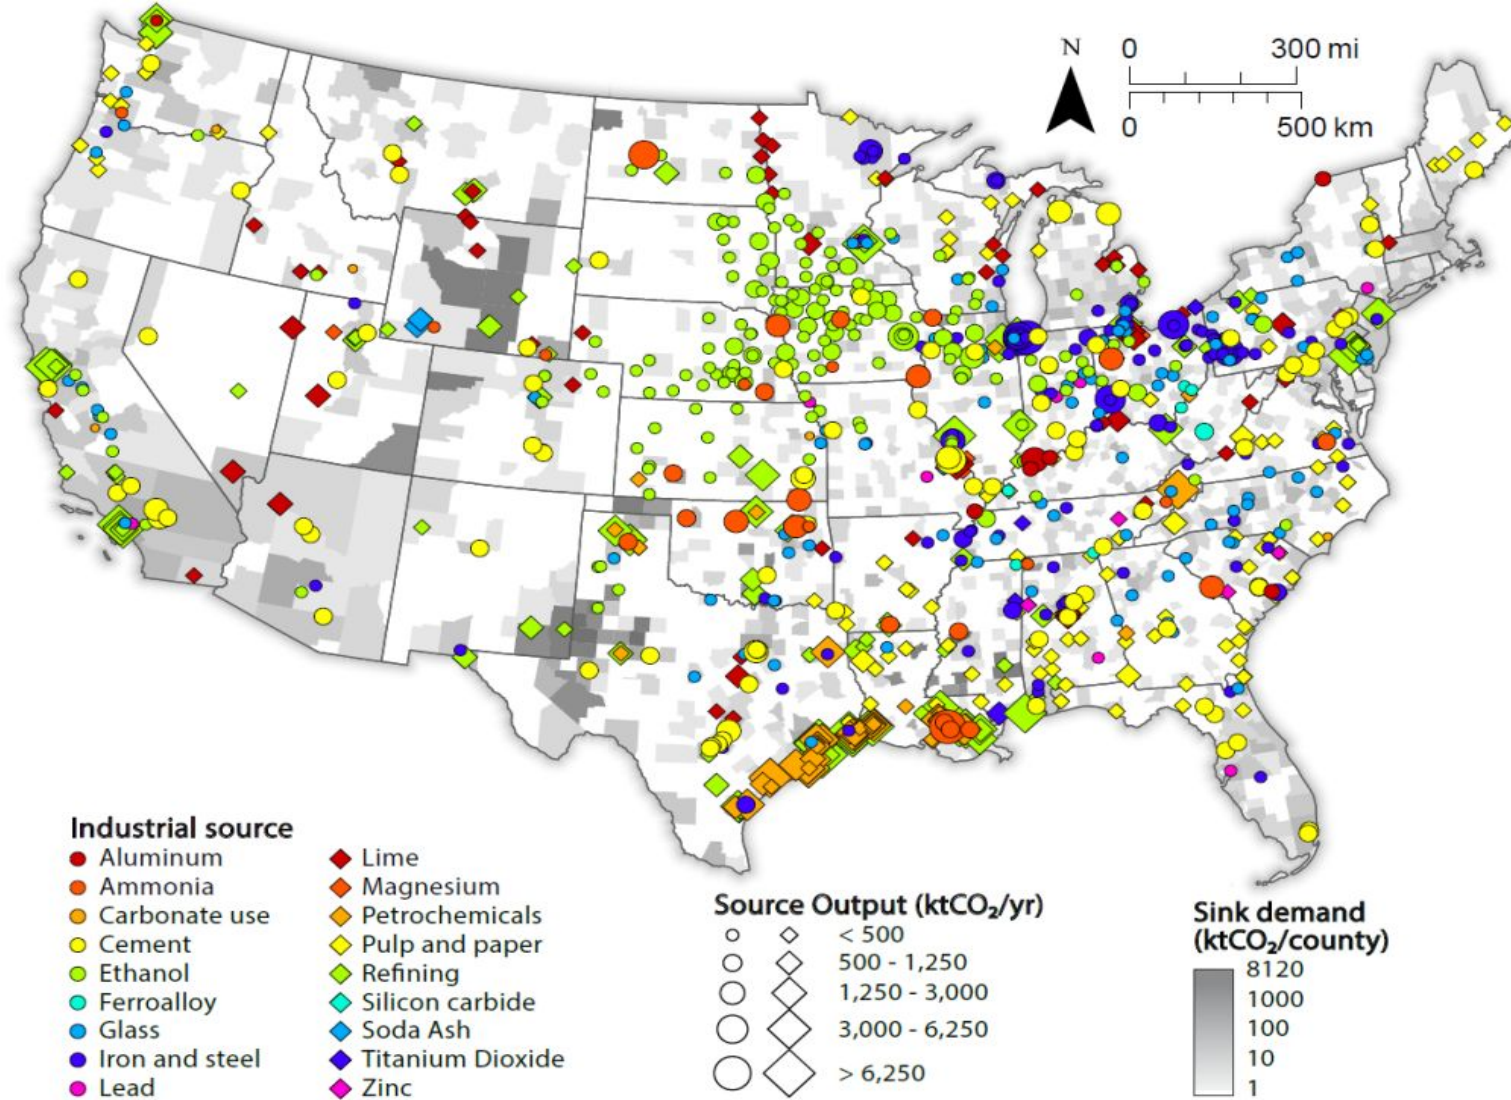 N
0 300 mi
0 500 km
Industrial source
Aluminum
Ammonia
Carbonate use
Cement
Ethanol
Ferroalloy
Glass
Iron and steel
Lead
Lime
Magnesium
Petrochemicals
Pulp and paper
Refining
Silicon carbide
Soda Ash
Titanium Dioxide
Zinc
Source Output (ktCO₂/yr)
< 500
500 - 1,250
1,250 - 3,000
3,000 - 6,250
> 6,250
Sink demand
(ktCO₂/county)
8120
1000
100
10
1